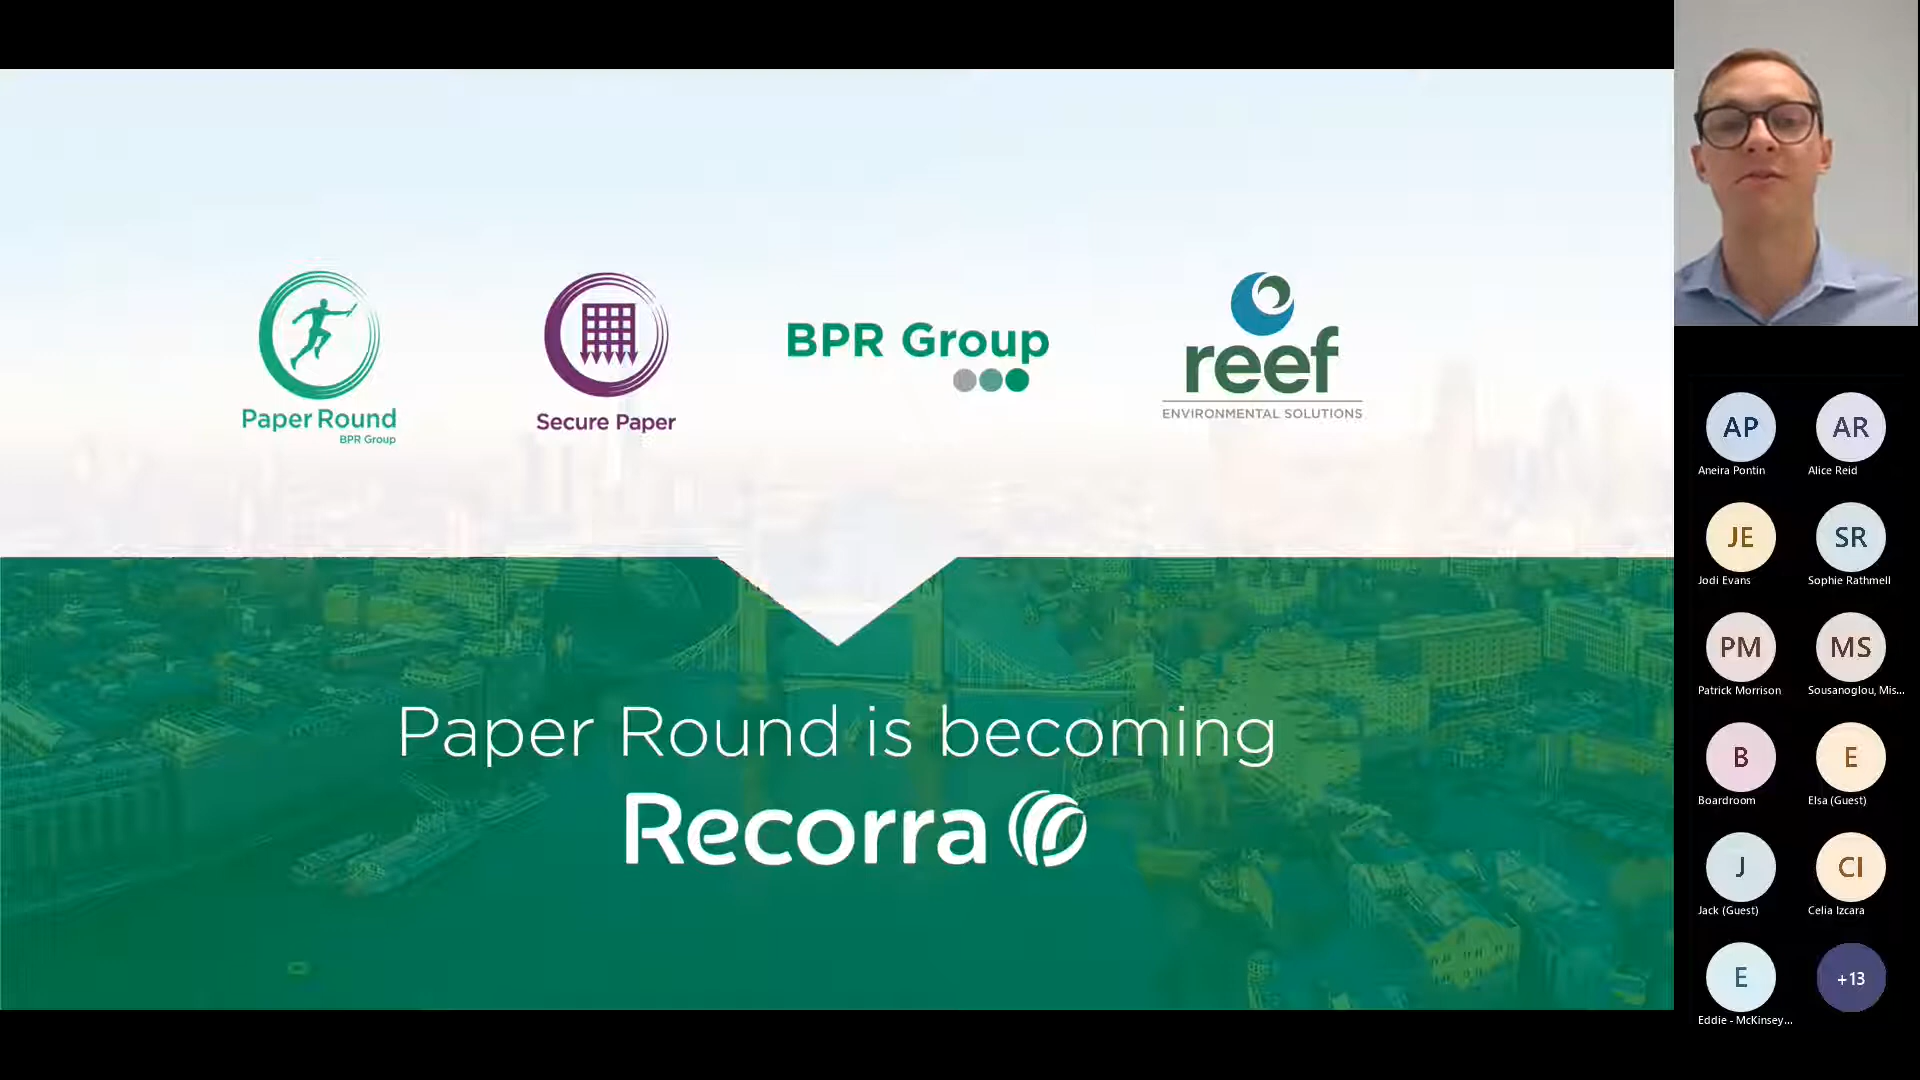 Paper Round
BPR Group
Secure Paper
BPR Group
reef
ENVIRONMENTAL SOLUTIONS
Paper Round is becoming
Recorra
AP
Aneira Pontin
AR
Alice Reid
JE
Jodi Evans
SR
Sophie Rathmell
PM
Patrick Morrison
MS
Sousanoglou, Mis...
B
Boardroom
E
Elsa (Guest)
J
Jack (Guest)
CI
Celia Izcara
E
Eddie - McKinsey...
+13